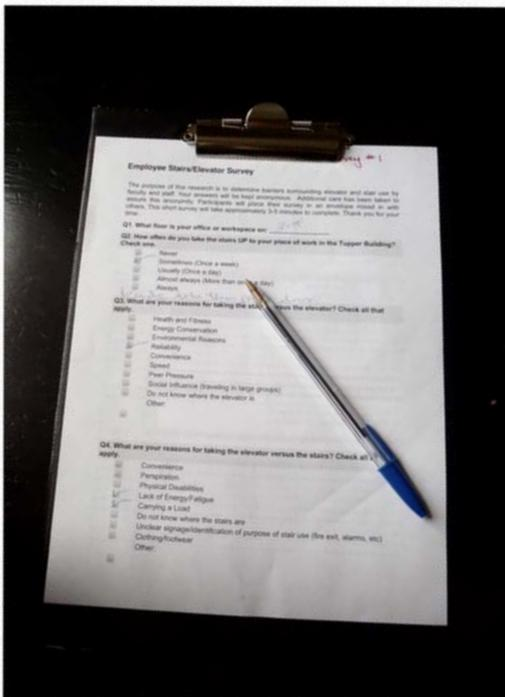 #1
Employee Stairs/Elevator Survey
The purpose of this research is to determine barriers surrounding elevator and stair use by
faculty and staff. Your answers will be kept anonymous. Additional care has been taken to
assure this anonymity. Participants will place their survey in an envelope mixed in with
others. This short survey will take approximately 3-5 minutes to complete. Thank you for your
time.
Q1. What floor is your office or workspace on:
Q2. How often do you take the stairs UP to your place of work in the Tupper Building?
Check one.
Never
Sometimes (Once a week)
Usually (Once a day)
Almost always (More than day)
Always
Q3. What are your reasons for taking the the elevator? Check all that
apply.
Health and Fitness
Energy Conservation
Environmental Reasons
Reliability
Convenience
Speed
Peer Pressure
Social Influence (traveling in large groups)
Do not know where the elevator is
Other:
Q4. What are your reasons for taking the elevator versus the stairs? Check all
apply.
Convenience
Perspiration
Physical Disabilities
Lack of Energy/Fatigue
Carrying a Load
Do not know where the stairs are
Unclear signage/identification of purpose of stair use (fire exit, alarms, etc)
Clothing/footwear
Other: